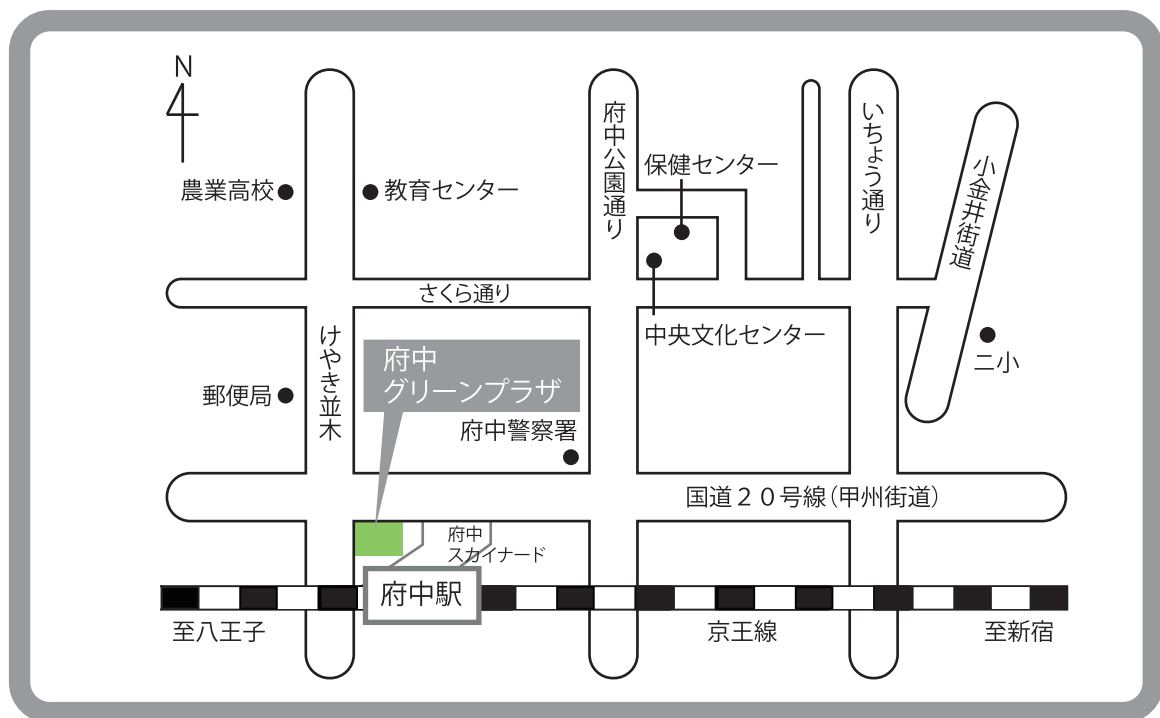 N
府中公園通り
いちょう通り
小金井街道
保健センター
農業高校
教育センター
さくら通り
中央文化センター
けやき並木
府中
グリーンプラザ
二小
郵便局
府中警察署
国道２０号線（甲州街道）
府中
スカイナード
府中駅
至八王子
京王線
至新宿